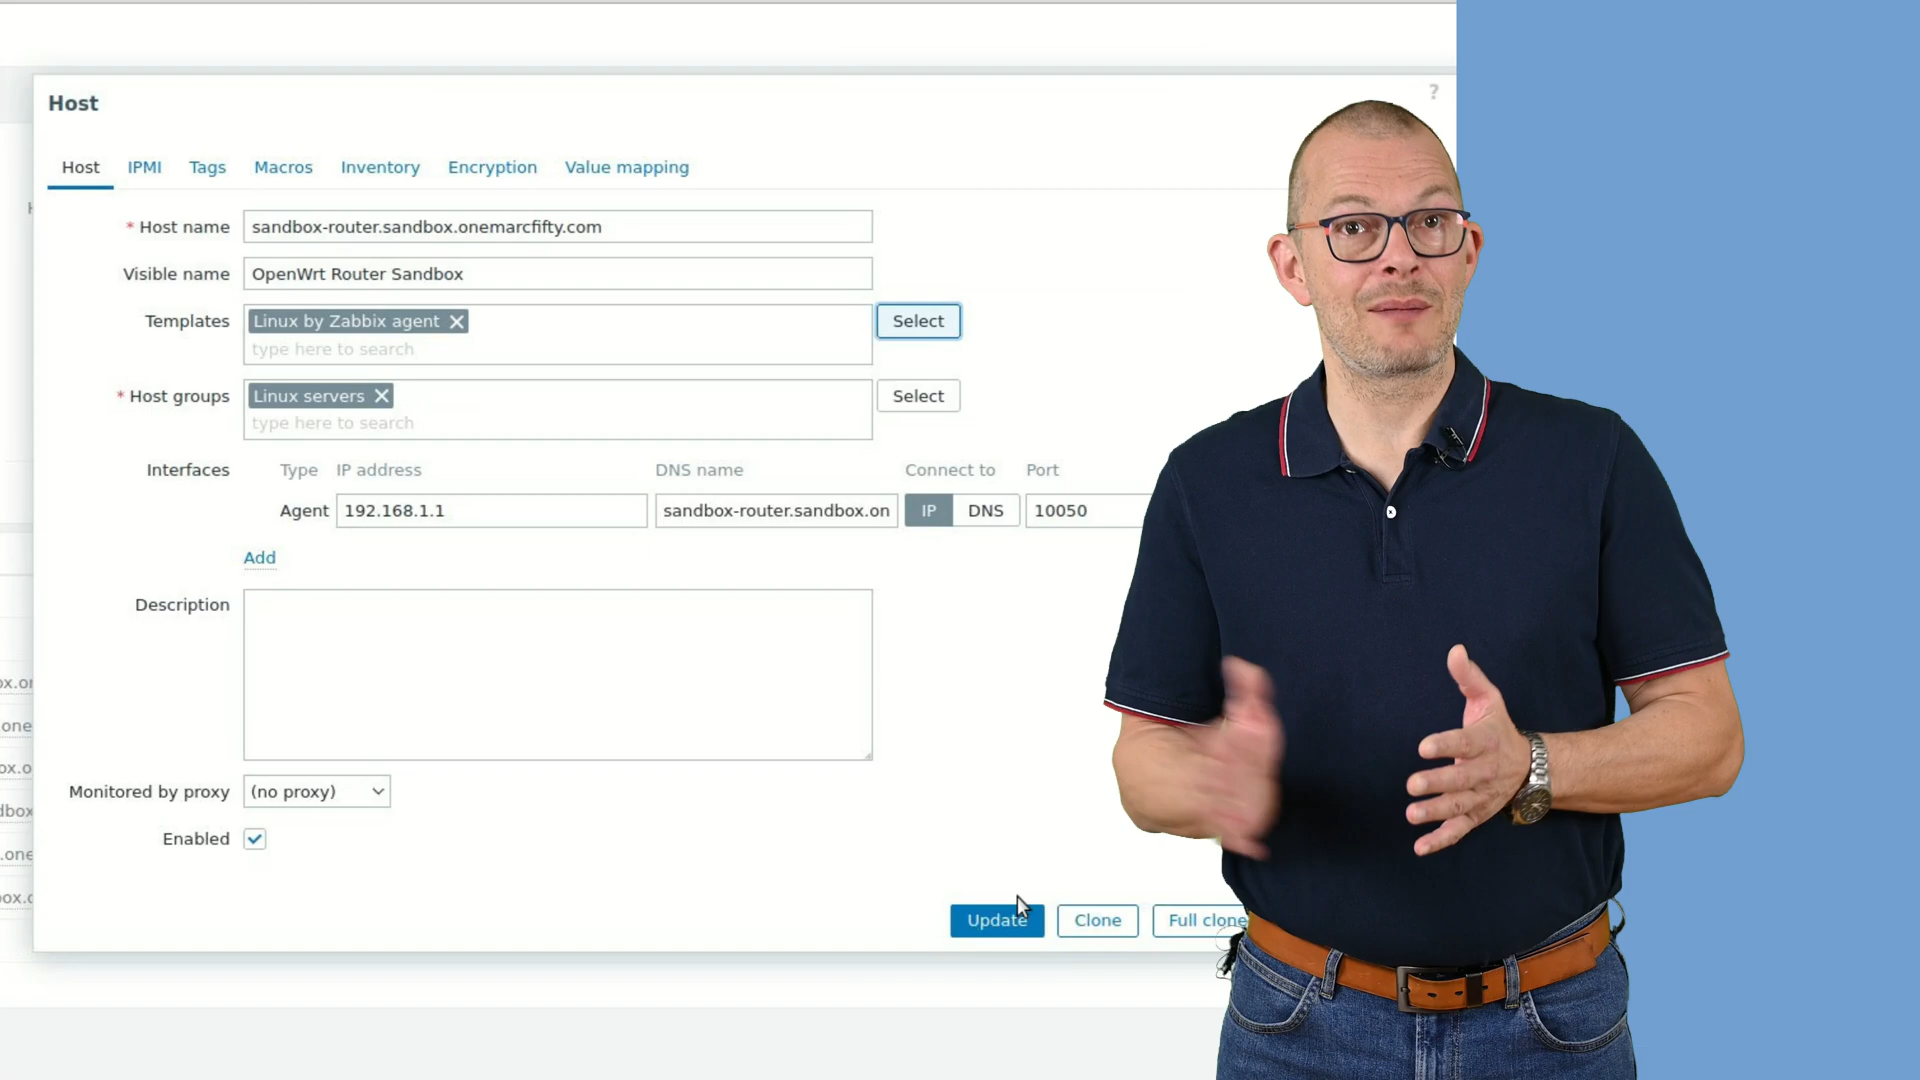 ?
Host
Host IPMI Tags Macros Inventory Encryption Value mapping
* Host name sandbox-router.sandbox.onemarcfifty.com
Visible name OpenWrt Router Sandbox
Templates Linux by Zabbix agent Select
type here to search
* Host groups Linux servers Select
type here to search
Interfaces Type IP address DNS name Connect to Port
Agent 192.168.1.1 sandbox-router.sandbox.on IP DNS 10050
Add
Description
Monitored by proxy (no proxy)
Enabled
Update Clone Full clone